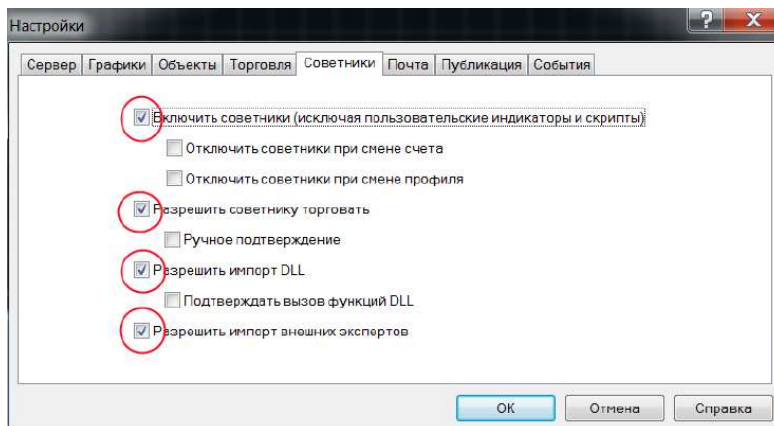 Настройки
Сервер Графики Объекты Торговля Советники Почта Публикация События
Включить советники (исключая пользовательские индикаторы и скрипты)
Отключить советники при смене счета
Отключить советники при смене профиля
Разрешить советнику торговать
Ручное подтверждение
Разрешить импорт DLL
Подтверждать вызов функций DLL
Разрешить импорт внешних экспертов
OK Отмена Справка